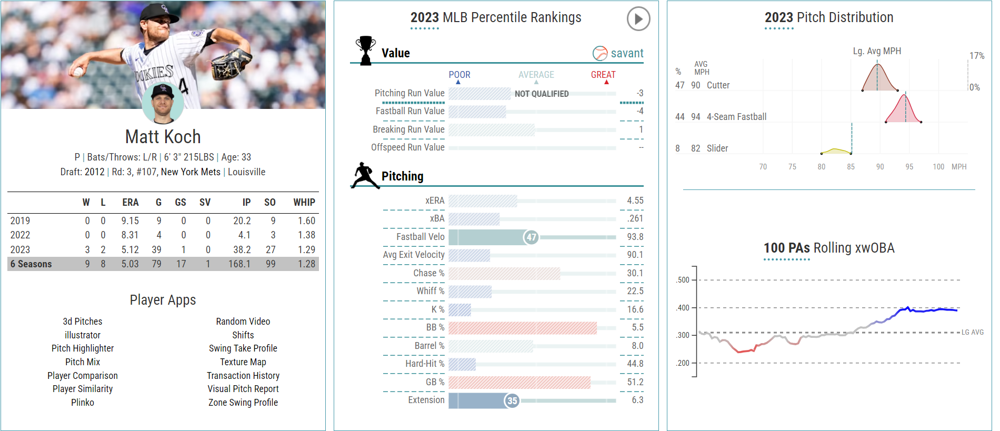 OOKIES
4
Matt Koch
P | Bats/Throws: L/R | 6' 3" 215LBS | Age: 33
Draft: 2012 | Rd: 3, #107, New York Mets | Louisville
W L ERA G GS SV IP SO WHIP
2019 0 0 9.15 9 0 0 20.2 9 1.60
2022 0 0 8.31 4 0 0 4.1 3 1.38
2023 3 2 5.12 39 1 0 38.2 27 1.29
6 Seasons 9 8 5.03 79 17 1 168.1 99 1.28
Player Apps
3d Pitches Random Video
illustrator Shifts
Pitch Highlighter Swing Take Profile
Pitch Mix Texture Map
Player Comparison Transaction History
Player Similarity Visual Pitch Report
Plinko Zone Swing Profile
2023 MLB Percentile Rankings
Value savant
POOR AVERAGE GREAT
Pitching Run Value NOT QUALIFIED -3
Fastball Run Value -4
Breaking Run Value 1
Offspeed Run Value --
Pitching
xERA 4.55
xBA .261
Fastball Velo 47 93.8
Avg Exit Velocity 90.1
Chase % 30.1
Whiff % 22.5
K % 16.6
BB % 5.5
Barrel % 8.0
Hard-Hit % 44.8
GB % 51.2
Extension 35 6.3
2023 Pitch Distribution
Lg. Avg MPH 17%
% AVG MPH
47 90 Cutter 0%
44 94 4-Seam Fastball
8 82 Slider
70 75 80 85 90 95 100 MPH
100 PAs Rolling xwOBA
.500
.400
.300 LG AVG
.200